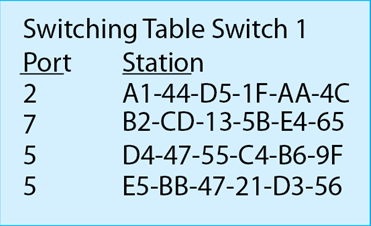 Switching Table Switch 1
Port Station
2 A1-44-D5-1F-AA-4C
7 B2-CD-13-5B-E4-65
5 D4-47-55-C4-B6-9F
5 E5-BB-47-21-D3-56